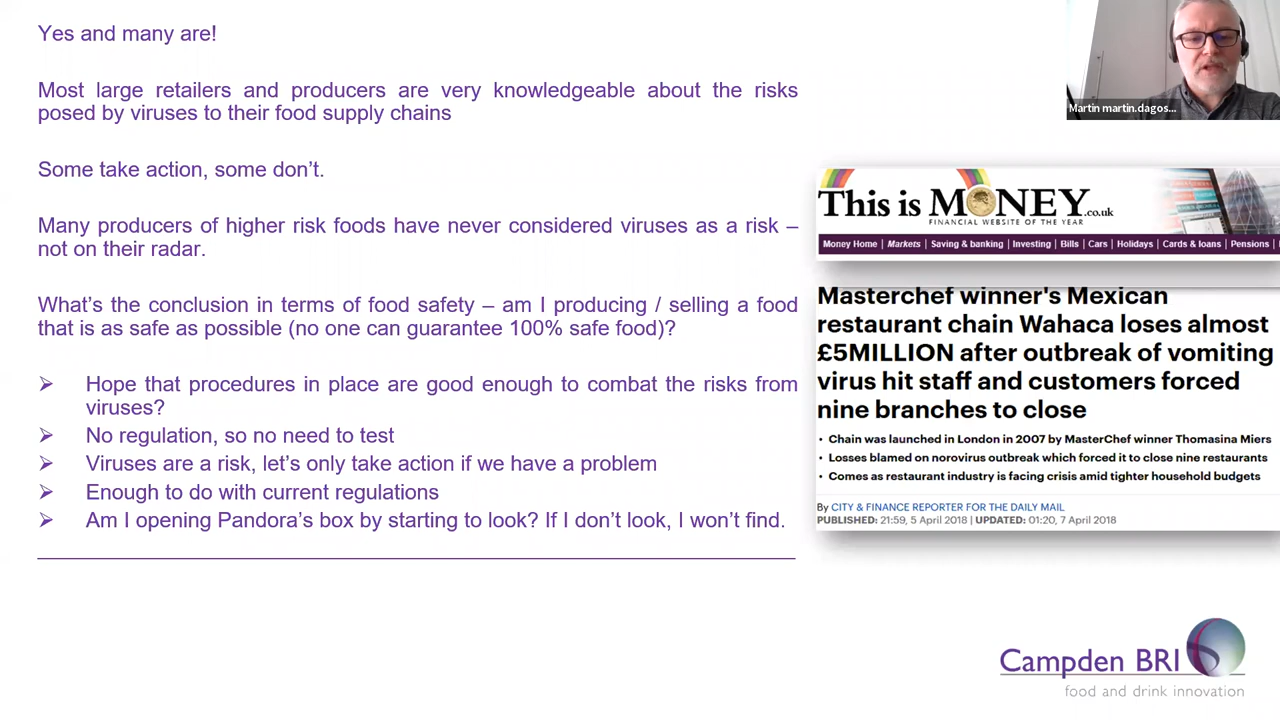 Yes and many are!
Most large retailers and producers are very knowledgeable about the risks
posed by viruses to their food supply chains
Some take action, some don't.
Many producers of higher risk foods have never considered viruses as a risk –
not on their radar.
What's the conclusion in terms of food safety – am I producing / selling a food
that is as safe as possible (no one can guarantee 100% safe food)?
➢ Hope that procedures in place are good enough to combat the risks from
viruses?
➢ No regulation, so no need to test
➢ Viruses are a risk, let's only take action if we have a problem
➢ Enough to do with current regulations
➢ Am I opening Pandora's box by starting to look? If I don't look, I won't find.
Martin martin.dagos...
This is MONEY.co.uk
FINANCIAL WEBSITE OF THE YEAR
Money Home | Markets | Saving & banking | Investing | Bills | Cars | Holidays | Cards & loans | Pensions |
Masterchef winner's Mexican
restaurant chain Wahaca loses almost
£5MILLION after outbreak of vomiting
virus hit staff and customers forced
nine branches to close
• Chain was launched in London in 2007 by MasterChef winner Thomasina Miers
• Losses blamed on norovirus outbreak which forced it to close nine restaurants
• Comes as restaurant industry is facing crisis amid tighter household budgets
By CITY & FINANCE REPORTER FOR THE DAILY MAIL
PUBLISHED: 21:59, 5 April 2018 | UPDATED: 01:20, 7 April 2018
Campden BRI
food and drink innovation